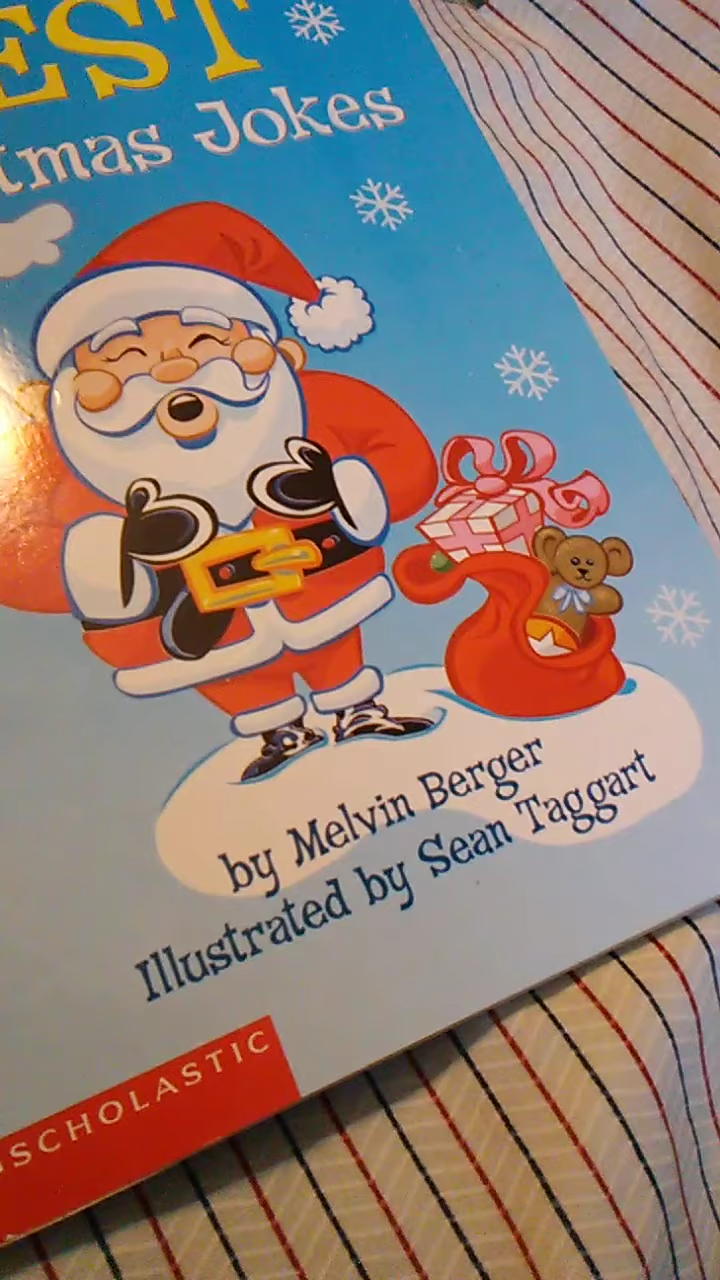 EST
tmas Jokes
by Melvin Berger
Illustrated by Sean Taggart
SCHOLASTIC